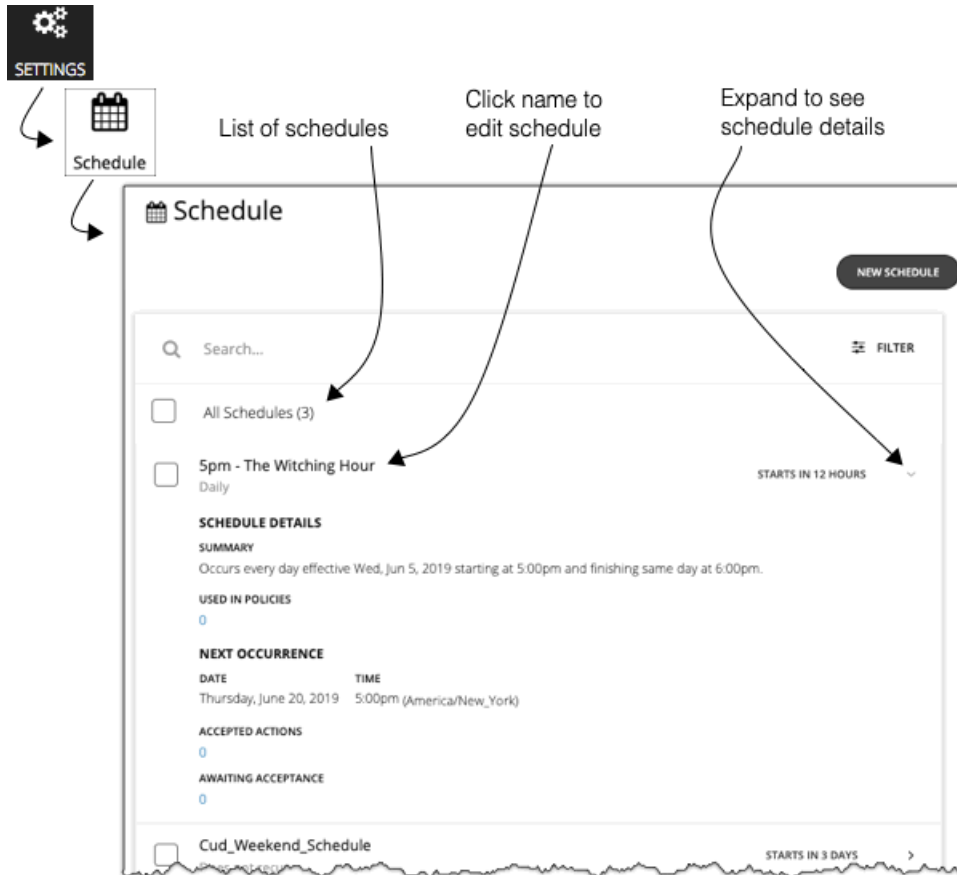 SETTINGS
Schedule
List of schedules
Click name to
edit schedule
Expand to see
schedule details
Schedule
NEW SCHEDULE
Search...
FILTER
All Schedules (3)
5pm - The Witching Hour
Daily
STARTS IN 12 HOURS
SCHEDULE DETAILS
SUMMARY
Occurs every day effective Wed, Jun 5, 2019 starting at 5:00pm and finishing same day at 6:00pm.
USED IN POLICIES
0
NEXT OCCURRENCE
DATE TIME
Thursday, June 20, 2019 5:00pm (America/New_York)
ACCEPTED ACTIONS
0
AWAITING ACCEPTANCE
0
Cud_Weekend_Schedule
STARTS IN 3 DAYS